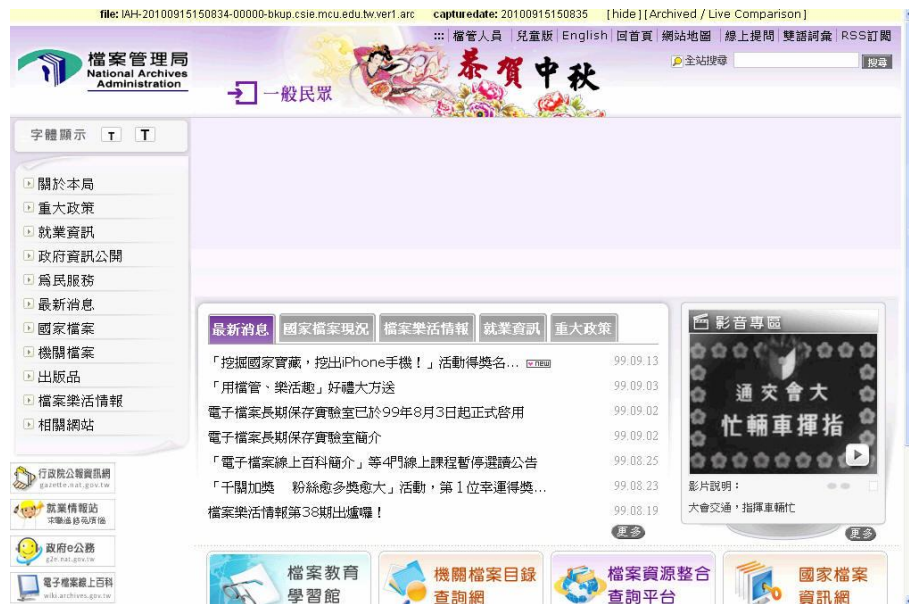 file: IAH-20100915150834-00000-bkup.csie.mcu.edu.tw.ver1.arc capturedate: 20100915150835 [hide] [Archived / Live Comparison]
::: 檔管人員 兒童版 English 回首頁 網站地圖 線上提問 雙語詞彙 RSS訂閱
檔案管理局
National Archives
Administration
一般民眾
恭賀中秋
全站搜尋 搜尋
字體顯示 T T
關於本局
重大政策
就業資訊
政府資訊公開
為民服務
最新消息
國家檔案
機關檔案
出版品
檔案樂活情報
相關網站
行政院公報資訊網
gazette.nat.gov.tw
就業情報站
政府e公務
g2e.nat.gov.tw
電子檔案線上百科
wiki.archives.gov.tw
最新消息 國家檔案現況 檔案樂活情報 就業資訊 重大政策
「挖掘國家寶藏，挖出iPhone手機！」活動得獎名... new 99.09.13
「用檔管、樂活趣」好禮大方送 99.09.03
電子檔案長期保存實驗室已於99年8月3日起正式啓用 99.09.02
電子檔案長期保存實驗室簡介 99.09.02
「電子檔案線上百科簡介」等4門線上課程暫停選讀公告 99.08.25
「千關加獎 粉絲愈多獎愈大」活動，第１位幸運得獎... 99.08.23
檔案樂活情報第38期出爐囉！ 99.08.19
更多
影音專區
通交會大
忙輛車揮指
影片說明：
大會交通，指揮車輛忙
更多
檔案教育
學習館
機關檔案目錄
查詢網
檔案資源整合
查詢平台
國家檔案
資訊網